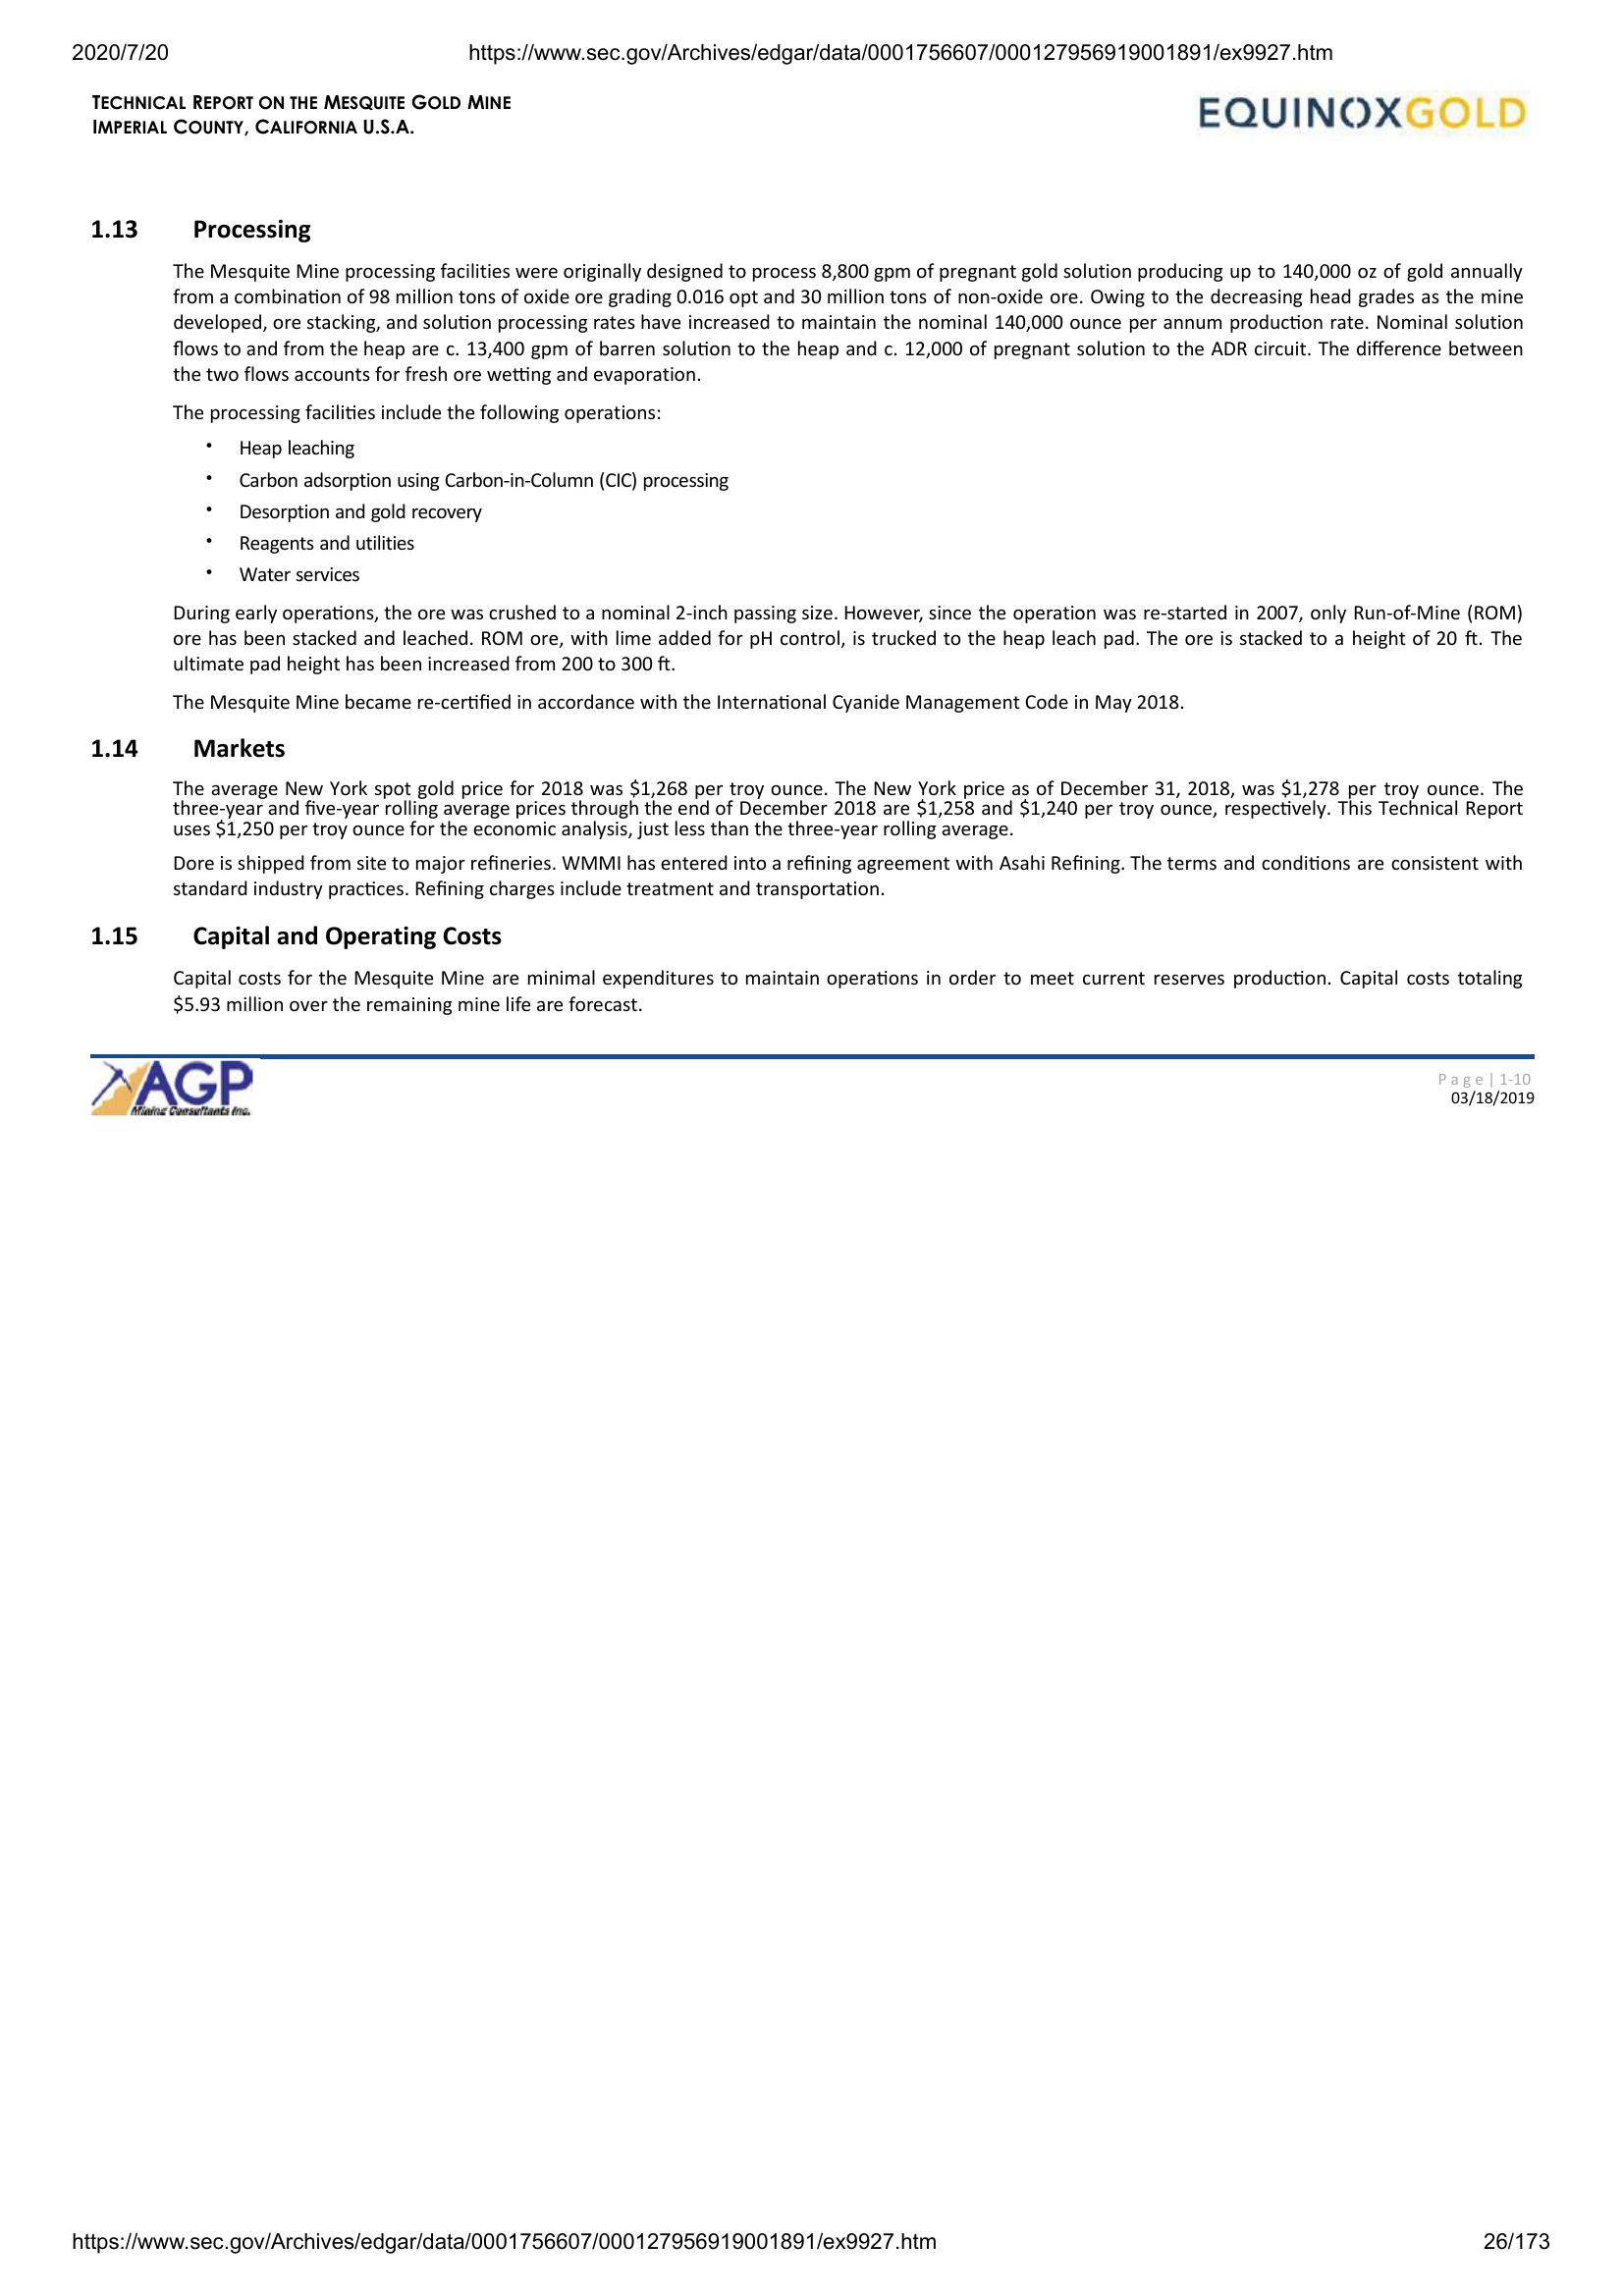 2020/7/20 https://www.sec.gov/Archives/edgar/data/0001756607/000127956919001891/ex9927.htm
TECHNICAL REPORT ON THE MESQUITE GOLD MINE
IMPERIAL COUNTY, CALIFORNIA U.S.A.
EQUINOXGOLD
1.13 Processing
The Mesquite Mine processing facilities were originally designed to process 8,800 gpm of pregnant gold solution producing up to 140,000 oz of gold annually
from a combination of 98 million tons of oxide ore grading 0.016 opt and 30 million tons of non-oxide ore. Owing to the decreasing head grades as the mine
developed, ore stacking, and solution processing rates have increased to maintain the nominal 140,000 ounce per annum production rate. Nominal solution
flows to and from the heap are c. 13,400 gpm of barren solution to the heap and c. 12,000 of pregnant solution to the ADR circuit. The difference between
the two flows accounts for fresh ore wetting and evaporation.
The processing facilities include the following operations:
• Heap leaching
• Carbon adsorption using Carbon-in-Column (CIC) processing
• Desorption and gold recovery
• Reagents and utilities
• Water services
During early operations, the ore was crushed to a nominal 2-inch passing size. However, since the operation was re-started in 2007, only Run-of-Mine (ROM)
ore has been stacked and leached. ROM ore, with lime added for pH control, is trucked to the heap leach pad. The ore is stacked to a height of 20 ft. The
ultimate pad height has been increased from 200 to 300 ft.
The Mesquite Mine became re-certified in accordance with the International Cyanide Management Code in May 2018.
1.14 Markets
The average New York spot gold price for 2018 was $1,268 per troy ounce. The New York price as of December 31, 2018, was $1,278 per troy ounce. The
three-year and five-year rolling average prices through the end of December 2018 are $1,258 and $1,240 per troy ounce, respectively. This Technical Report
uses $1,250 per troy ounce for the economic analysis, just less than the three-year rolling average.
Dore is shipped from site to major refineries. WMMI has entered into a refining agreement with Asahi Refining. The terms and conditions are consistent with
standard industry practices. Refining charges include treatment and transportation.
1.15 Capital and Operating Costs
Capital costs for the Mesquite Mine are minimal expenditures to maintain operations in order to meet current reserves production. Capital costs totaling
$5.93 million over the remaining mine life are forecast.
AGP
Mining Consultants Inc.
Page | 1-10
03/18/2019
https://www.sec.gov/Archives/edgar/data/0001756607/000127956919001891/ex9927.htm 26/173